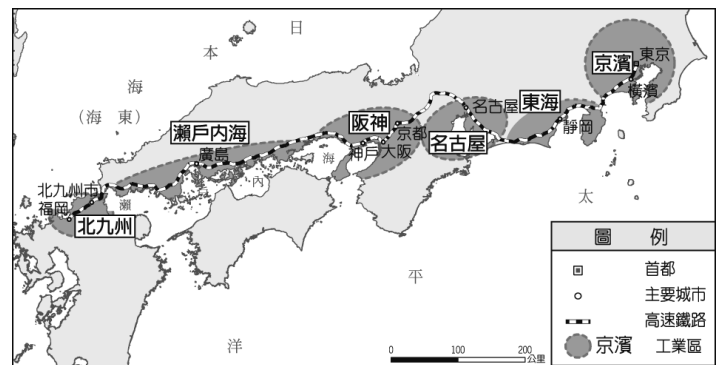 日
本
海
（海東）
京濱
東京
橫濱
東海
靜岡
名古屋
名古屋
阪神
京都
神戶
大阪
瀨戶内海
廣島
瀨
內
海
北九州市
福岡
北九州
太
平
洋
圖例
首都
主要城市
高速鐵路
京濱 工業區
0 100 200
公里